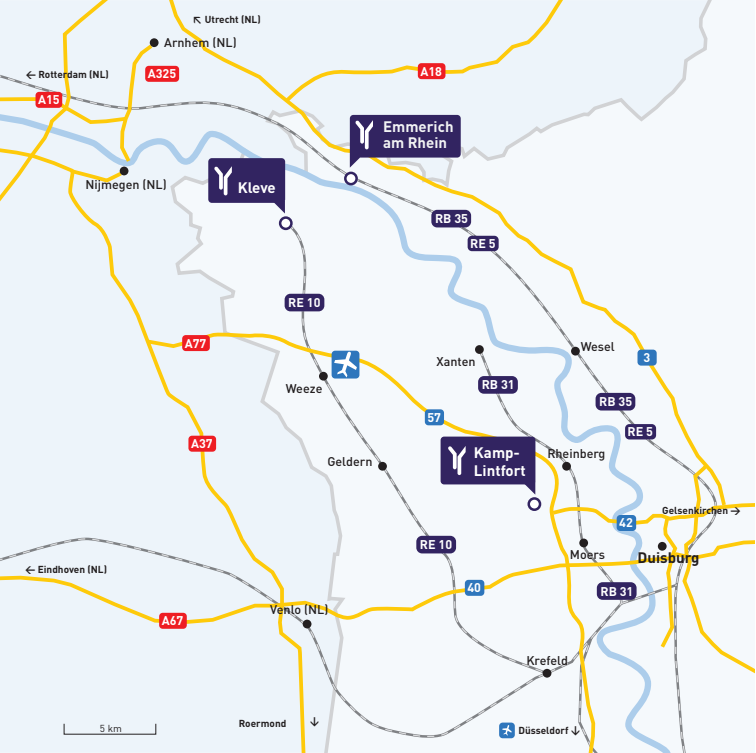 Utrecht (NL)
Arnhem (NL)
Rotterdam (NL)
A325
A18
A15
Emmerich
am Rhein
Kleve
Nijmegen (NL)
RB 35
RE 5
RE 10
A77
Xanten
Wesel
3
Weeze
RB 31
RB 35
57
RE 5
A37
Kamp-
Lintfort
Geldern
Rheinberg
Gelsenkirchen
42
RE 10
Moers
Duisburg
Eindhoven (NL)
40
RB 31
Venlo (NL)
A67
Krefeld
Roermond
5 km
Düsseldorf